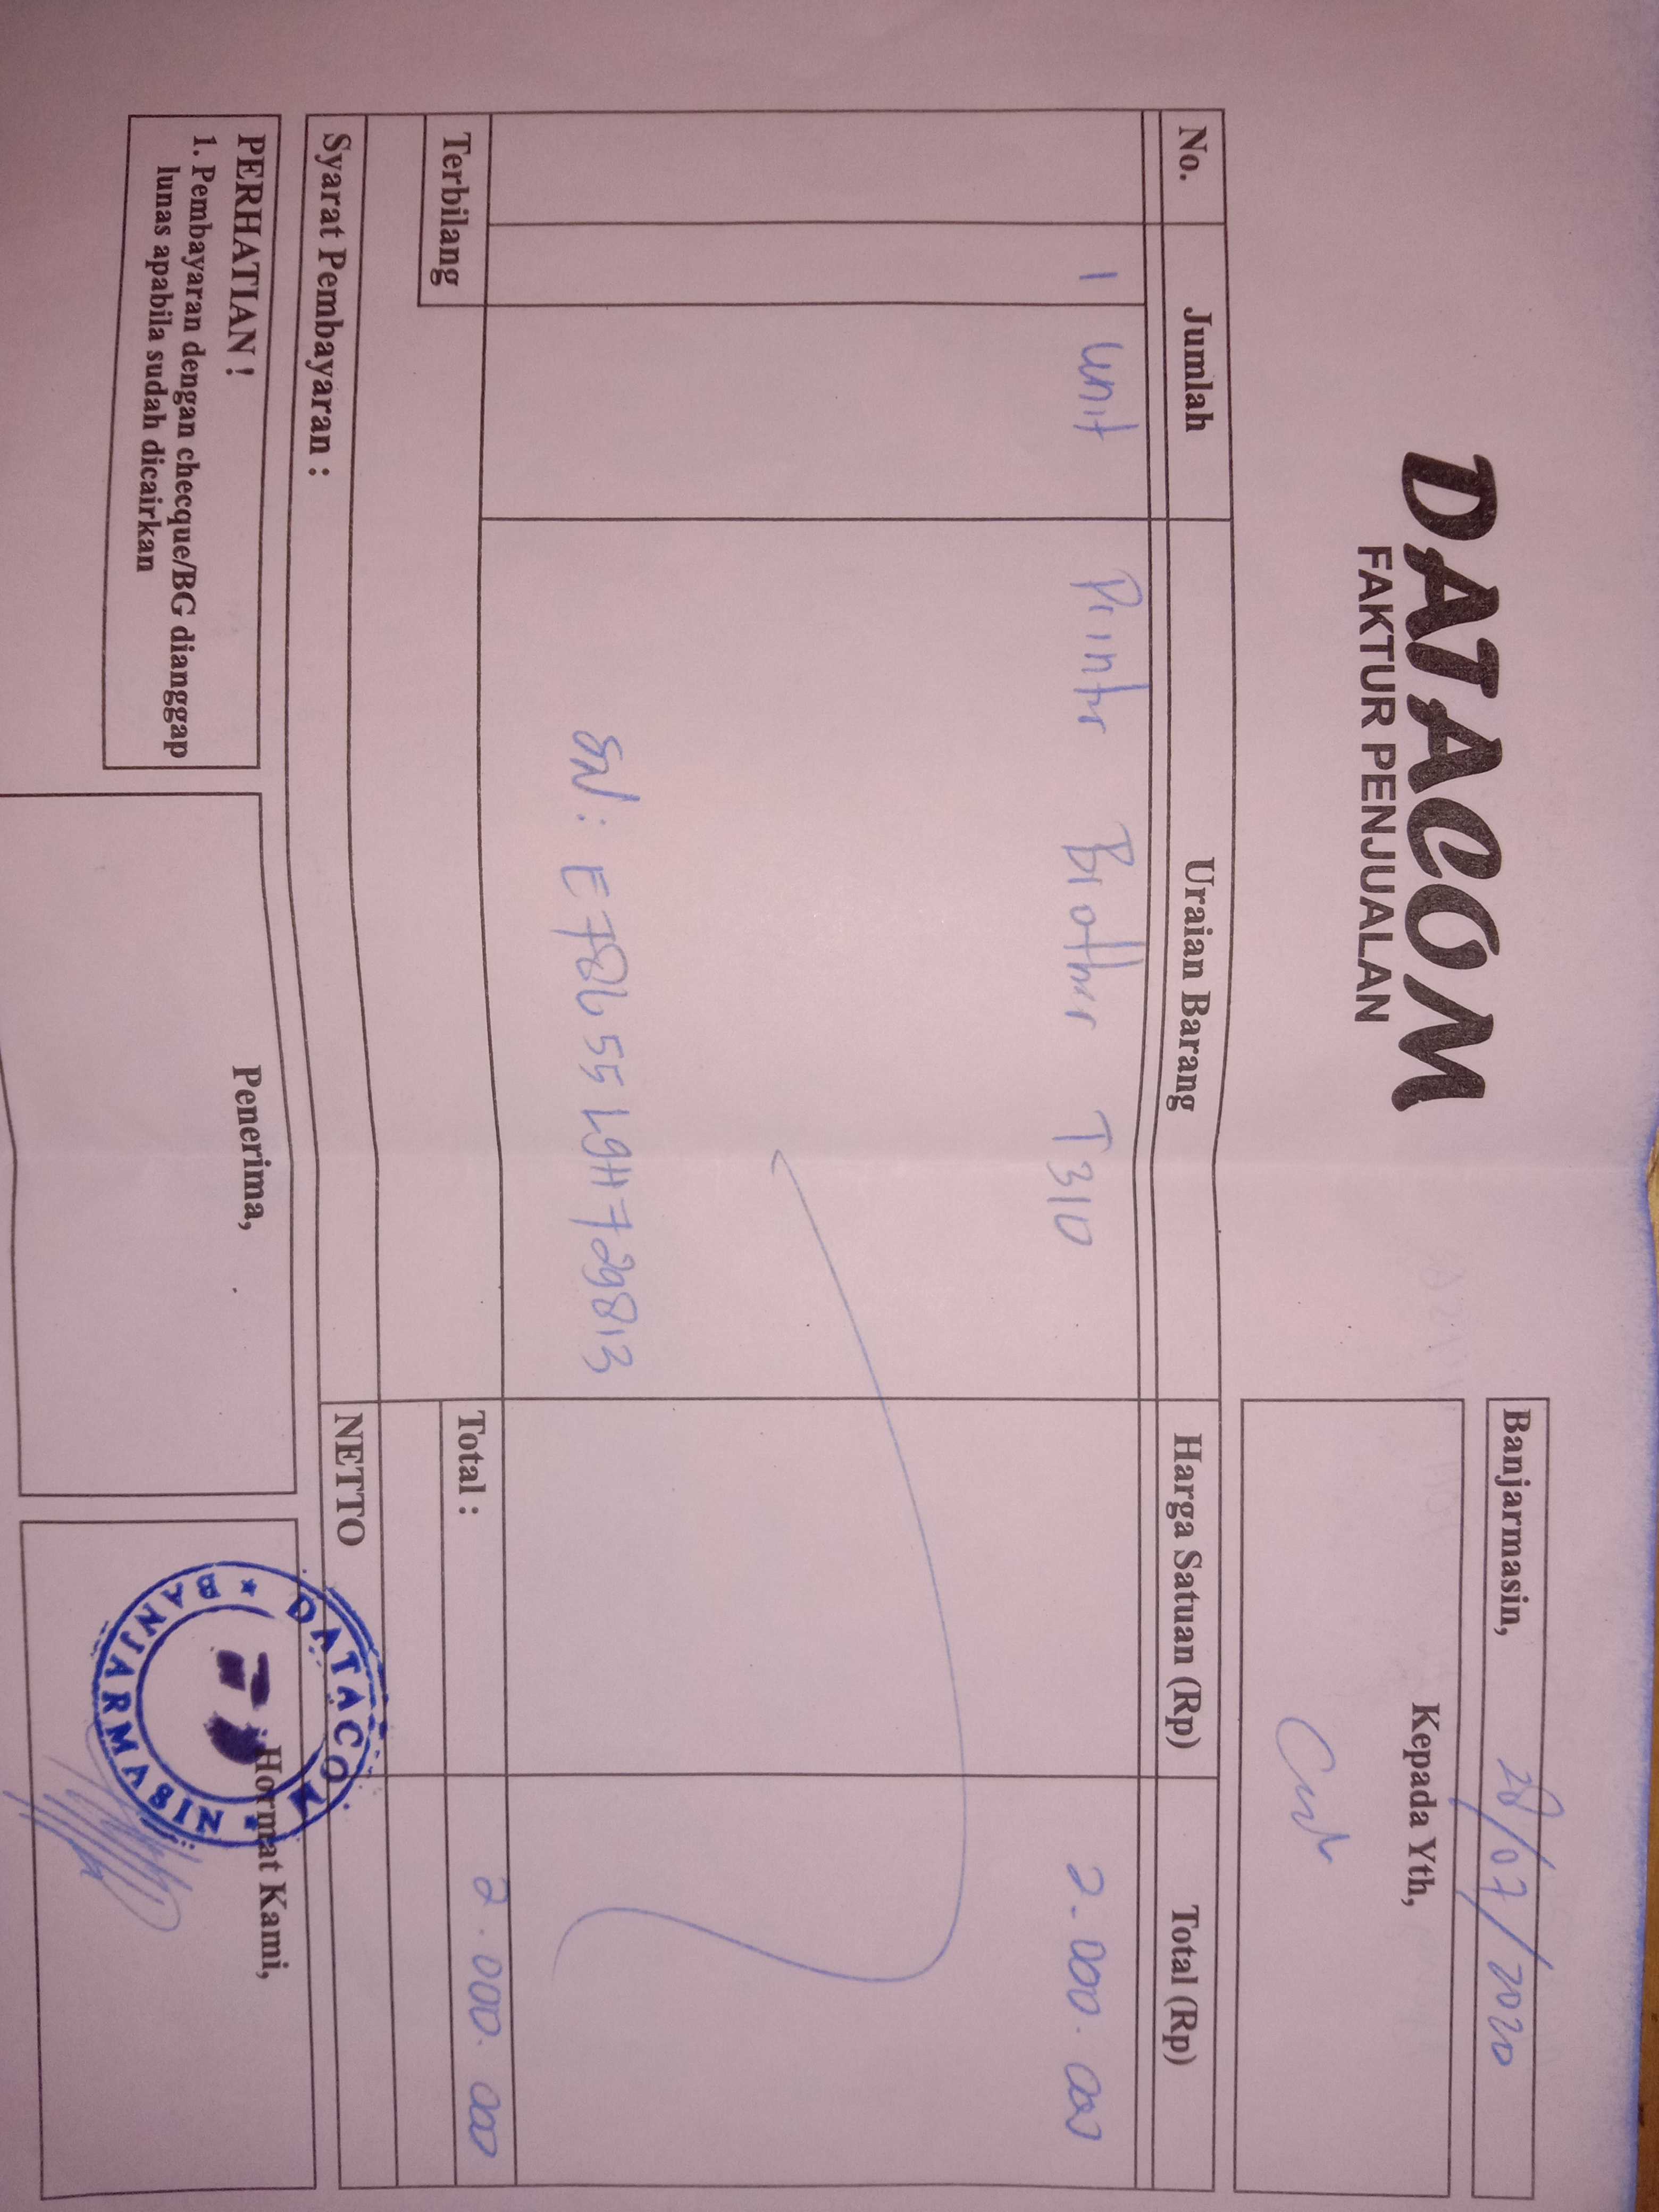 DATACOM
FAKTUR PENJUALAN
Banjarmasin, 28/07/2020
Kepada Yth,
No. Jumlah Uraian Barang Harga Satuan (Rp) Total (Rp)
1 unit Printr Brother T310 2.000.000
SN: E78655L9H729813
Terbilang Total : 2.000.000
Syarat Pembayaran : NETTO
PERHATIAN !
1. Pembayaran dengan checque/BG dianggap
lunas apabila sudah dicairkan
Penerima,
Hormat Kami,
DATACOM
BANJARMASIN